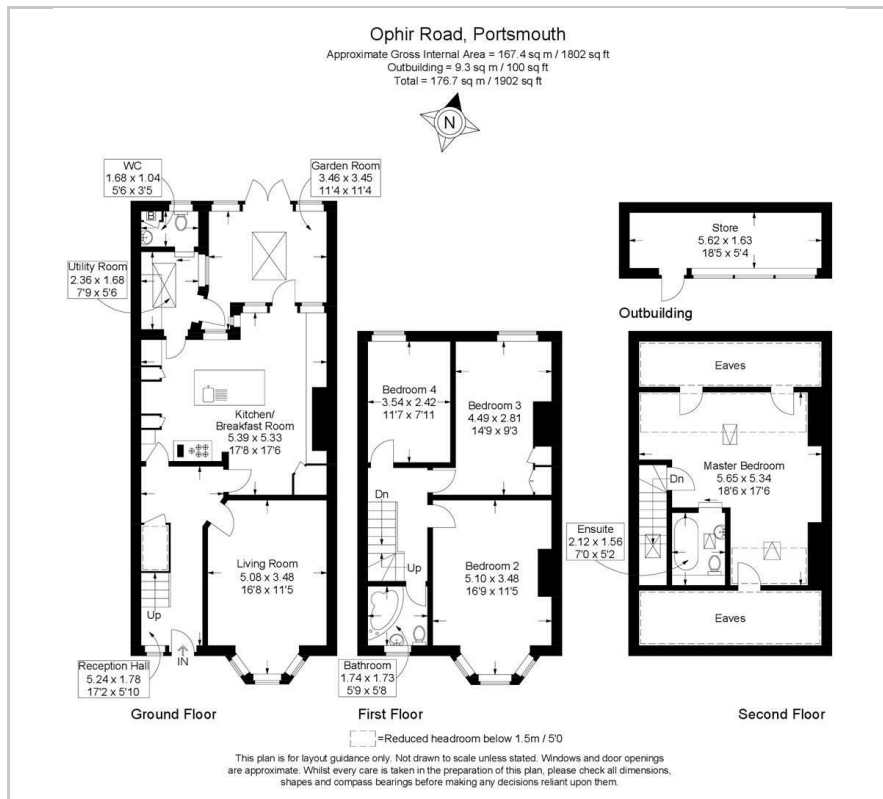 Ophir Road, Portsmouth
Approximate Gross Internal Area = 167.4 sq m / 1802 sq ft
Outbuilding = 9.3 sq m / 100 sq ft
Total = 176.7 sq m / 1902 sq ft
N
WC
1.68 x 1.04
5'6 x 3'5
Garden Room
3.46 x 3.45
11'4 x 11'4
B
Utility Room
2.36 x 1.68
7'9 x 5'6
Kitchen/
Breakfast Room
5.39 x 5.33
17'8 x 17'6
Living Room
5.08 x 3.48
16'8 x 11'5
Up
IN
Reception Hall
5.24 x 1.78
17'2 x 5'10
Ground Floor
Bedroom 4
3.54 x 2.42
11'7 x 7'11
Bedroom 3
4.49 x 2.81
14'9 x 9'3
Dn
Up
Bedroom 2
5.10 x 3.48
16'9 x 11'5
Bathroom
1.74 x 1.73
5'9 x 5'8
First Floor
Store
5.62 x 1.63
18'5 x 5'4
Outbuilding
Eaves
Master Bedroom
5.65 x 5.34
18'6 x 17'6
Dn
Ensuite
2.12 x 1.56
7'0 x 5'2
Eaves
Second Floor
=Reduced headroom below 1.5m / 5'0
This plan is for layout guidance only. Not drawn to scale unless stated. Windows and door openings
are approximate. Whilst every care is taken in the preparation of this plan, please check all dimensions,
shapes and compass bearings before making any decisions reliant upon them.